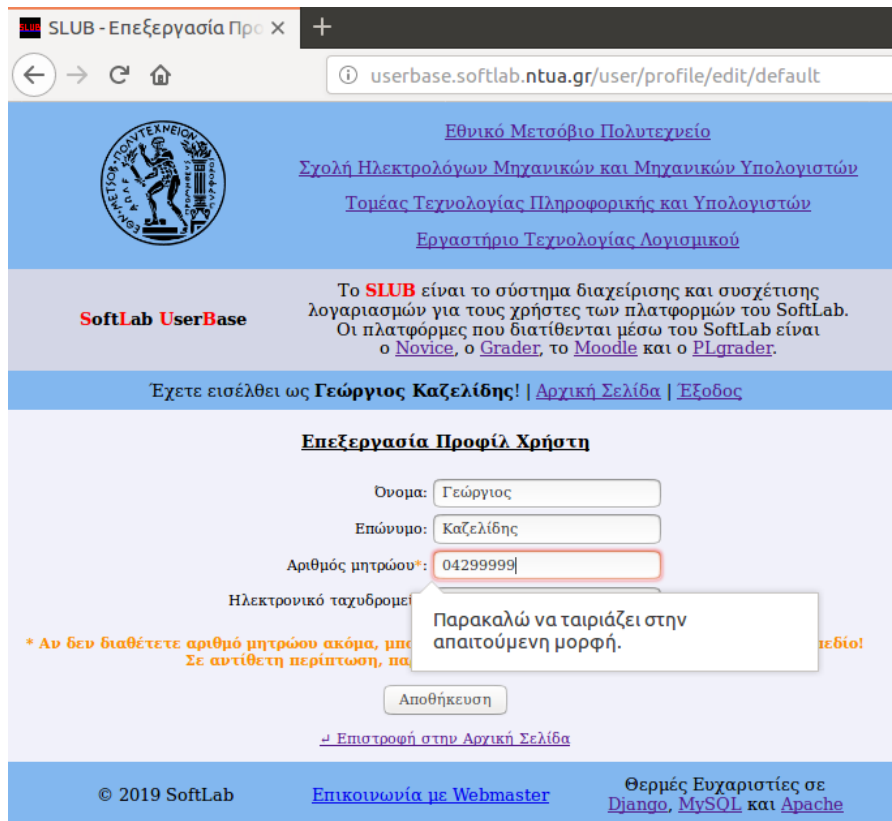 SLUB - Επεξεργασία Προ
userbase.softlab.ntua.gr/user/profile/edit/default
Εθνικό Μετσόβιο Πολυτεχνείο
Σχολή Ηλεκτρολόγων Μηχανικών και Μηχανικών Υπολογιστών
Τομέας Τεχνολογίας Πληροφορικής και Υπολογιστών
Εργαστήριο Τεχνολογίας Λογισμικού
SoftLab UserBase
Το SLUB είναι το σύστημα διαχείρισης και συσχέτισης
λογαριασμών για τους χρήστες των πλατφορμών του SoftLab.
Οι πλατφόρμες που διατίθενται μέσω του SoftLab είναι
ο Novice, ο Grader, το Moodle και ο PLgrader.
Έχετε εισέλθει ως Γεώργιος Καζελίδης! | Αρχική Σελίδα | Έξοδος
Επεξεργασία Προφίλ Χρήστη
Όνομα: Γεώργιος
Επώνυμο: Καζελίδης
Αριθμός μητρώου*: 04299999
Ηλεκτρονικό ταχυδρομεί
Παρακαλώ να ταιριάζει στην
απαιτούμενη μορφή.
* Αν δεν διαθέτετε αριθμό μητρώου ακόμα, μπο πεδίο!
Σε αντίθετη περίπτωση, πα
Αποθήκευση
↵ Επιστροφή στην Αρχική Σελίδα
© 2019 SoftLab
Επικοινωνία με Webmaster
Θερμές Ευχαριστίες σε
Django, MySQL και Apache